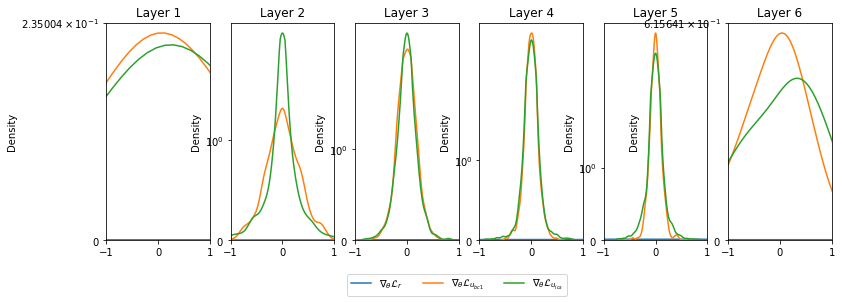 Layer 1 Layer 2 Layer 3 Layer 4 Layer 5 Layer 6
2.35004 × 10⁻¹ 6.15641 × 10⁻¹
Density Density Density Density Density Density
10⁰ 10⁰ 10⁰ 10⁰
0 0 0 0 0 0
−1 0 1 −1 0 1 −1 0 1 −1 0 1 −1 0 1 −1 0 1
∇θℒr ∇θℒu_bc1 ∇θℒu_ics